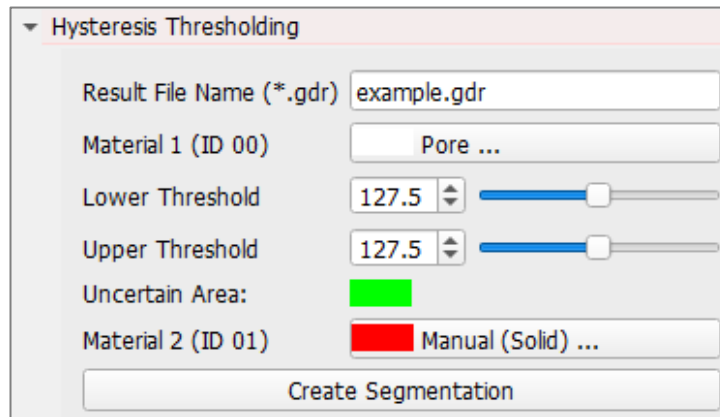 Hysteresis Thresholding
Result File Name (*.gdr) example.gdr
Material 1 (ID 00) Pore ...
Lower Threshold 127.5
Upper Threshold 127.5
Uncertain Area:
Material 2 (ID 01) Manual (Solid) ...
Create Segmentation